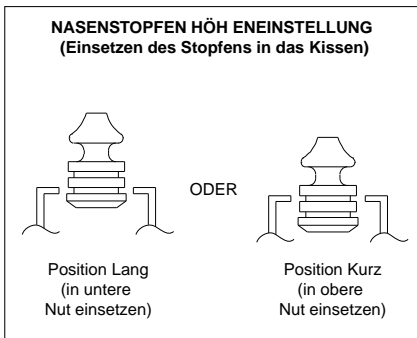 NASENSTOPFEN HÖH ENEINSTELLUNG
(Einsetzen des Stopfens in das Kissen)
ODER
Position Lang
(in untere
Nut einsetzen)
Position Kurz
(in obere
Nut einsetzen)